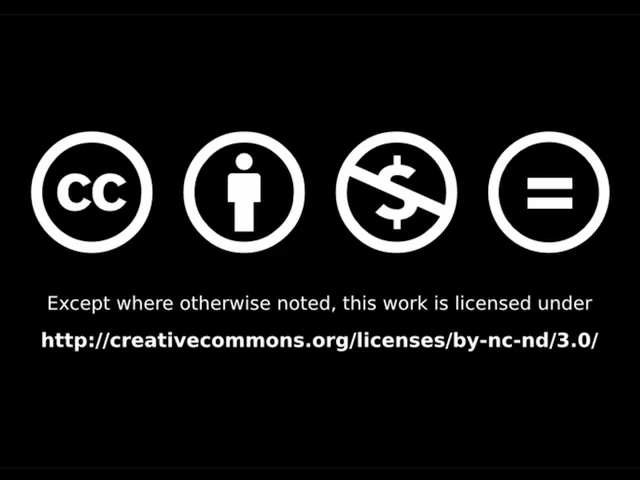 cc
$
=
Except where otherwise noted, this work is licensed under
http://creativecommons.org/licenses/by-nc-nd/3.0/